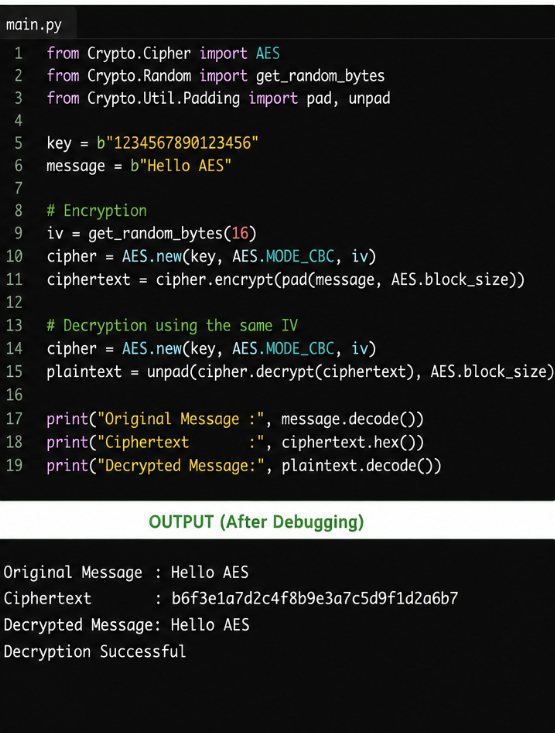 main.py
1 from Crypto.Cipher import AES
2 from Crypto.Random import get_random_bytes
3 from Crypto.Util.Padding import pad, unpad
4
5 key = b"1234567890123456"
6 message = b"Hello AES"
7
8 # Encryption
9 iv = get_random_bytes(16)
10 cipher = AES.new(key, AES.MODE_CBC, iv)
11 ciphertext = cipher.encrypt(pad(message, AES.block_size))
12
13 # Decryption using the same IV
14 cipher = AES.new(key, AES.MODE_CBC, iv)
15 plaintext = unpad(cipher.decrypt(ciphertext), AES.block_size)
16
17 print("Original Message :", message.decode())
18 print("Ciphertext       :", ciphertext.hex())
19 print("Decrypted Message:", plaintext.decode())
OUTPUT (After Debugging)
Original Message : Hello AES
Ciphertext       : b6f3e1a7d2c4f8b9e3a7c5d9f1d2a6b7
Decrypted Message: Hello AES
Decryption Successful